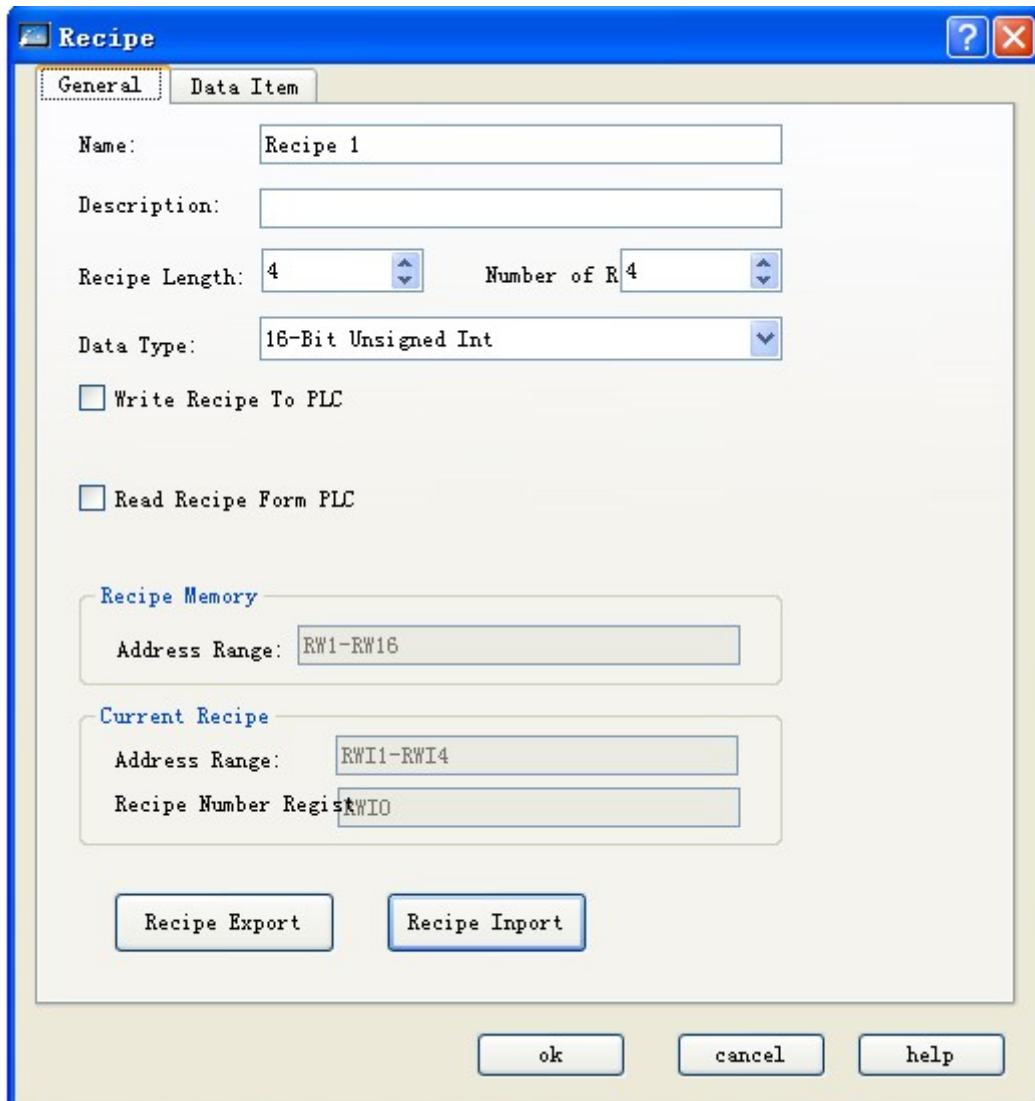 Recipe
General Data Item
Name: Recipe 1
Description:
Recipe Length: 4 Number of R 4
Data Type: 16-Bit Unsigned Int
Write Recipe To PLC
Read Recipe Form PLC
Recipe Memory
Address Range: RW1-RW16
Current Recipe
Address Range: RWI1-RWI4
Recipe Number Regist RWI0
Recipe Export Recipe Inport
ok cancel help